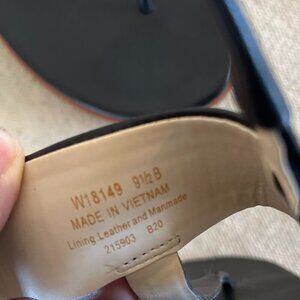 W18149 9½ B
MADE IN VIETNAM
Lining Leather and Manmade
215903 B20